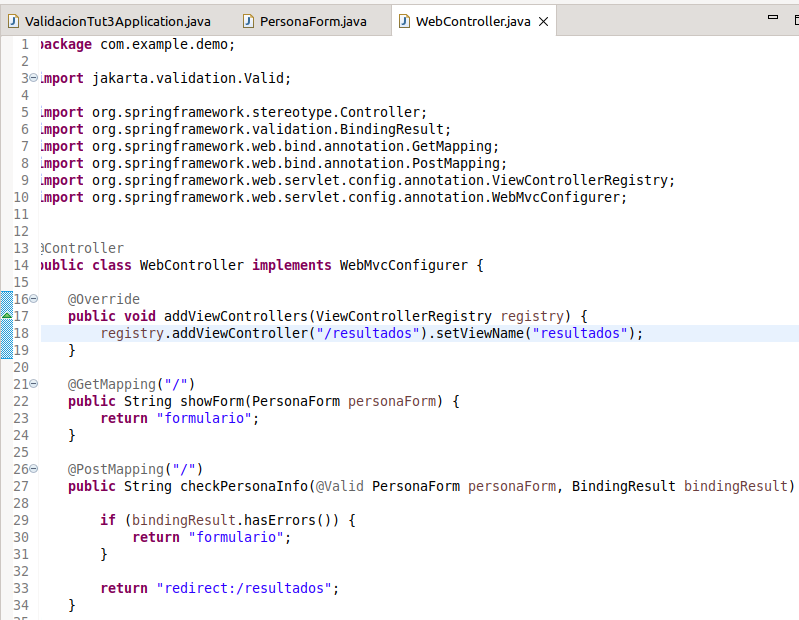 ValidacionTut3Application.java PersonaForm.java WebController.java
1 package com.example.demo;
2
3 import jakarta.validation.Valid;
4
5 import org.springframework.stereotype.Controller;
6 import org.springframework.validation.BindingResult;
7 import org.springframework.web.bind.annotation.GetMapping;
8 import org.springframework.web.bind.annotation.PostMapping;
9 import org.springframework.web.servlet.config.annotation.ViewControllerRegistry;
10 import org.springframework.web.servlet.config.annotation.WebMvcConfigurer;
11
12
13 @Controller
14 public class WebController implements WebMvcConfigurer {
15
16 @Override
17 public void addViewControllers(ViewControllerRegistry registry) {
18 registry.addViewController("/resultados").setViewName("resultados");
19 }
20
21 @GetMapping("/")
22 public String showForm(PersonaForm personaForm) {
23 return "formulario";
24 }
25
26 @PostMapping("/")
27 public String checkPersonaInfo(@Valid PersonaForm personaForm, BindingResult bindingResult)
28
29 if (bindingResult.hasErrors()) {
30 return "formulario";
31 }
32
33 return "redirect:/resultados";
34 }